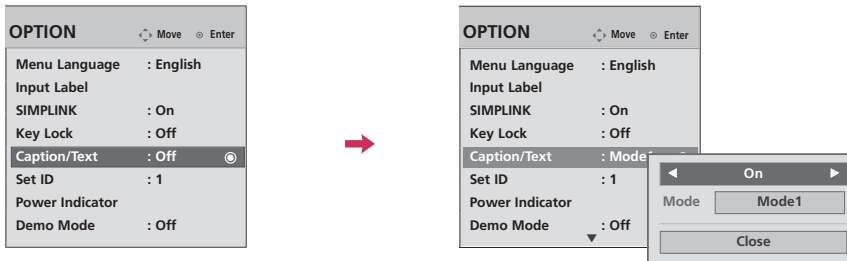 OPTION Move Enter
Menu Language : English
Input Label
SIMPLINK : On
Key Lock : Off
Caption/Text : Off
Set ID : 1
Power Indicator
Demo Mode : Off
OPTION Move Enter
Menu Language : English
Input Label
SIMPLINK : On
Key Lock : Off
Caption/Text : Mode1
Set ID : 1
Power Indicator
Demo Mode : Off
On
Mode Mode1
Close